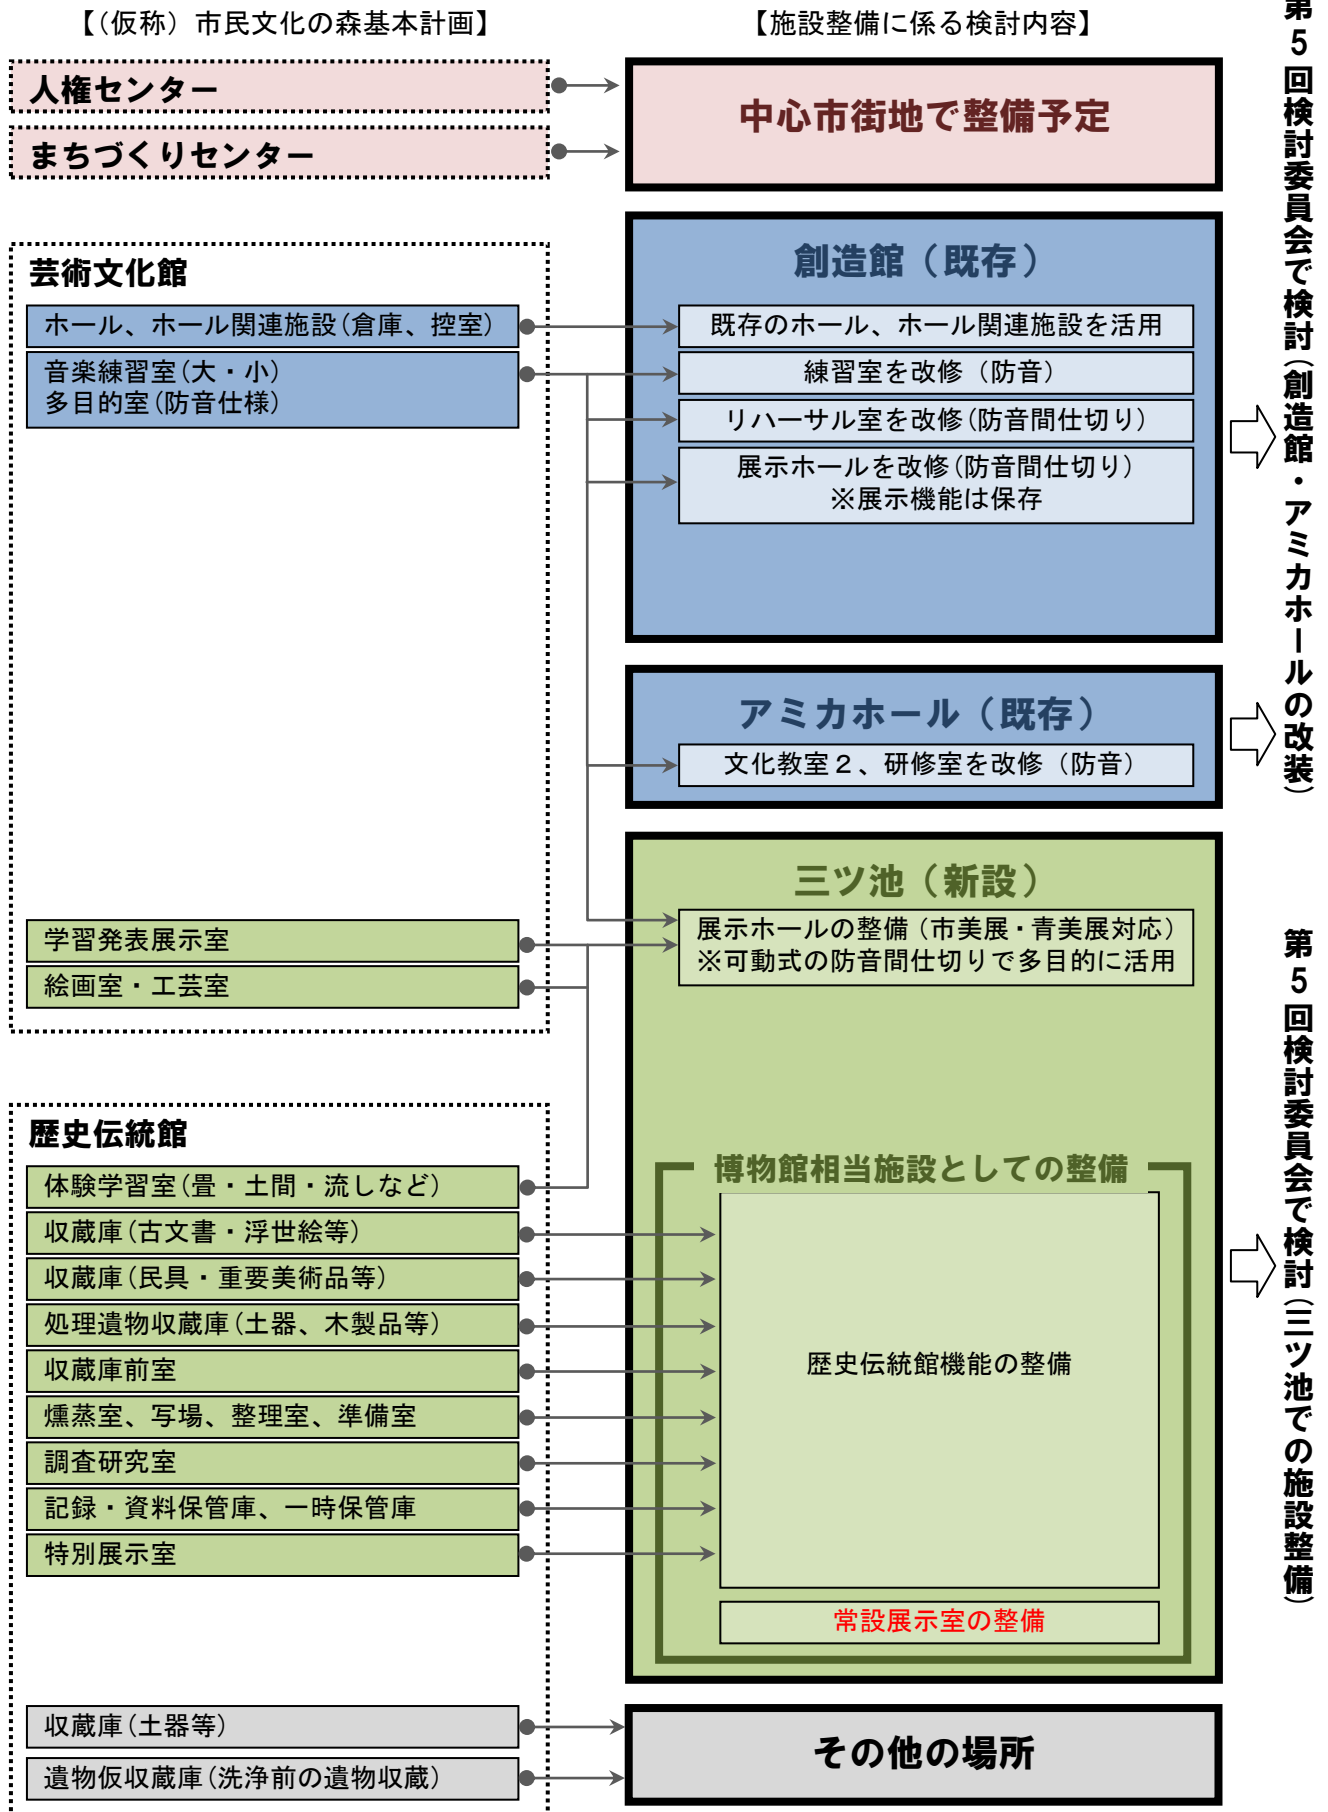 【(仮称) 市民文化の森基本計画】
【施設整備に係る検討内容】
人権センター
まちづくりセンター
中心市街地で整備予定
芸術文化館
ホール、ホール関連施設(倉庫、控室)
音楽練習室(大・小)
多目的室(防音仕様)
学習発表展示室
絵画室・工芸室
創造館（既存）
既存のホール、ホール関連施設を活用
練習室を改修（防音）
リハーサル室を改修(防音間仕切り)
展示ホールを改修(防音間仕切り)
※展示機能は保存
アミカホール（既存）
文化教室２、研修室を改修（防音）
三ツ池（新設）
展示ホールの整備(市美展・青美展対応)
※可動式の防音間仕切りで多目的に活用
歴史伝統館
体験学習室(畳・土間・流しなど)
収蔵庫(古文書・浮世絵等)
収蔵庫(民具・重要美術品等)
処理遺物収蔵庫(土器、木製品等)
収蔵庫前室
燻蒸室、写場、整理室、準備室
調査研究室
記録・資料保管庫、一時保管庫
特別展示室
収蔵庫(土器等)
遺物仮収蔵庫(洗浄前の遺物収蔵)
博物館相当施設としての整備
歴史伝統館機能の整備
常設展示室の整備
その他の場所
第５回検討委員会で検討（創造館・アミカホールの改装）
第５回検討委員会で検討（三ツ池での施設整備）